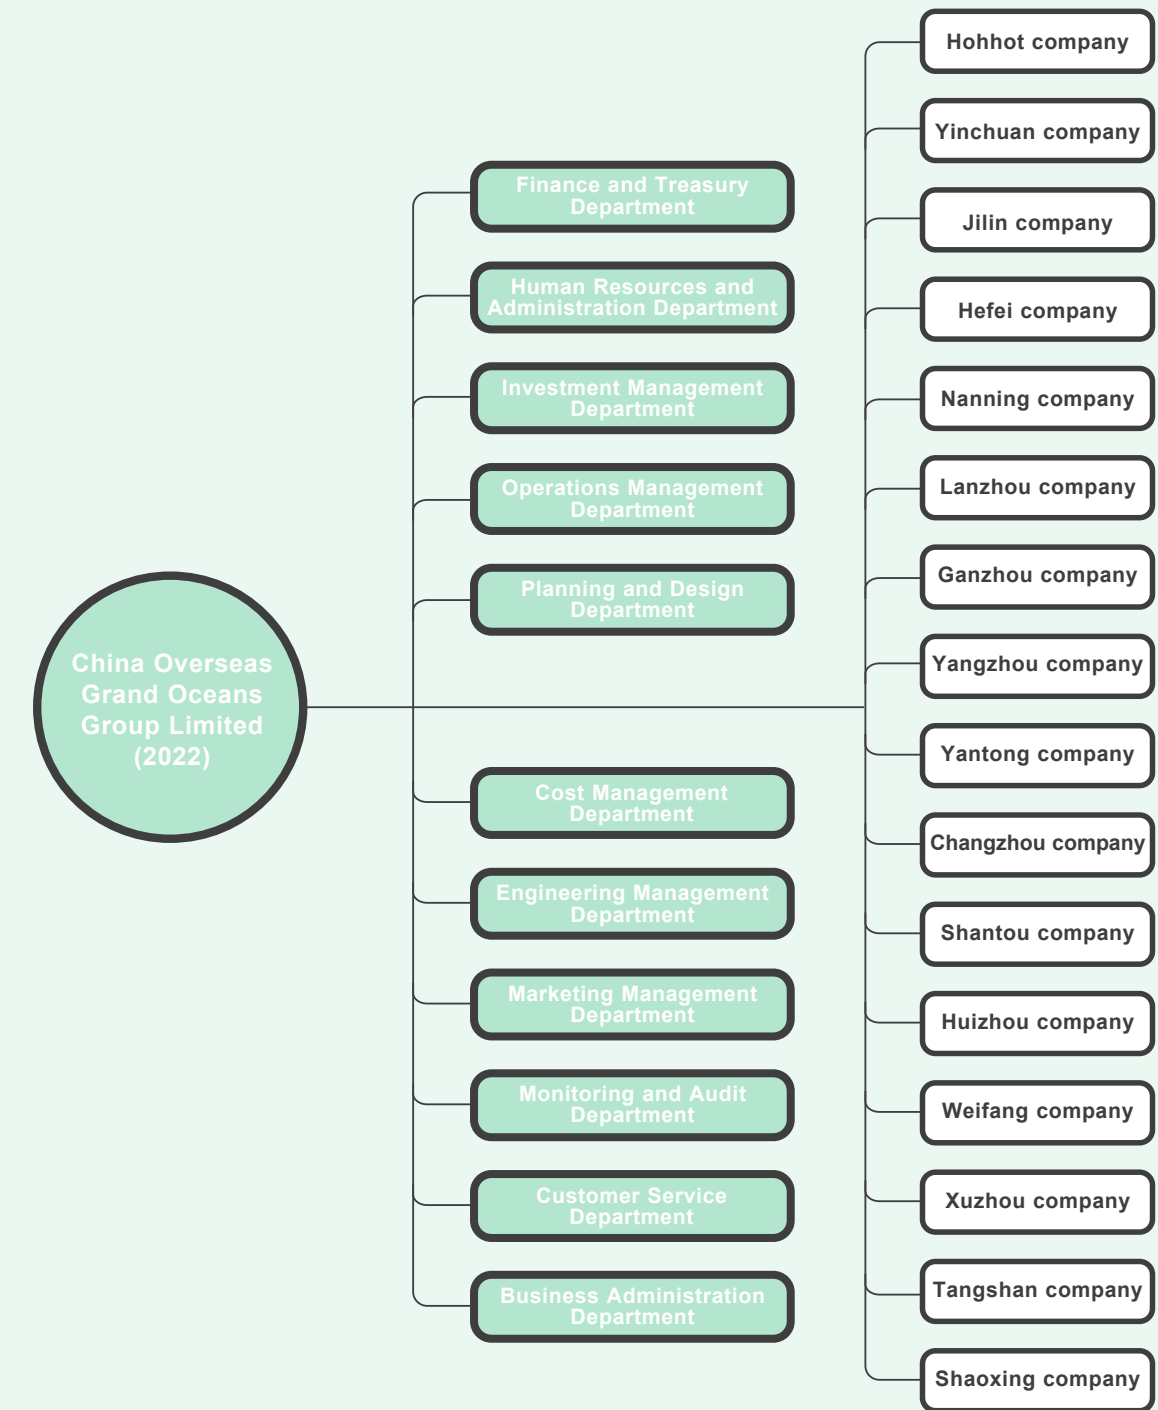 China Overseas
Grand Oceans
Group Limited
(2022)
Finance and Treasury
Department
Human Resources and
Administration Department
Investment Management
Department
Operations Management
Department
Planning and Design
Department
Cost Management
Department
Engineering Management
Department
Marketing Management
Department
Monitoring and Audit
Department
Customer Service
Department
Business Administration
Department
Hohhot company
Yinchuan company
Jilin company
Hefei company
Nanning company
Lanzhou company
Ganzhou company
Yangzhou company
Yantong company
Changzhou company
Shantou company
Huizhou company
Weifang company
Xuzhou company
Tangshan company
Shaoxing company